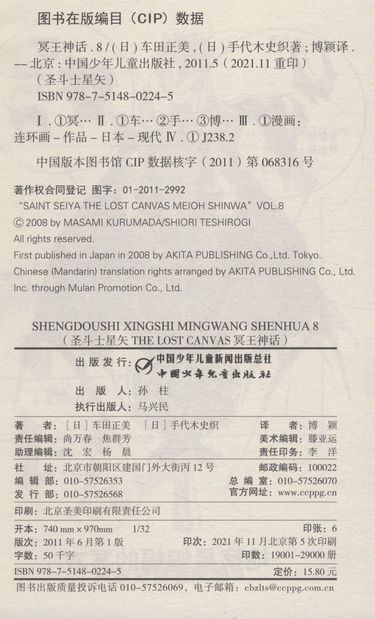 图书在版编目（CIP）数据
冥王神话.8/（日）车田正美,（日）手代木史织著;博颖译.
-- 北京:中国少年儿童出版社,2011.5（2021.11重印）
（圣斗士星矢）
ISBN 978-7-5148-0224-5
Ⅰ.①冥… Ⅱ.①车…②手…③博… Ⅲ.①漫画:
连环画-作品-日本-现代 Ⅳ.①J238.2
中国版本图书馆CIP数据核字（2011）第068316号
著作权合同登记 图字：01-2011-2992
“SAINT SEIYA THE LOST CANVAS MEIOH SHINWA” VOL.8
© 2008 by MASAMI KURUMADA/SHIORI TESHIROGI
All rights reserved.
First published in Japan in 2008 by AKITA PUBLISHING Co.,Ltd. Tokyo.
Chinese (Mandarin) translation rights arranged by AKITA PUBLISHING Co., Ltd.
Inc. through Mulan Promotion Co., Ltd.
SHENGDOUSHI XINGSHI MINGWANG SHENHUA 8
（圣斗士星矢 THE LOST CANVAS 冥王神话）
出版发行：中国少年儿童新闻出版总社
中国少年儿童出版社
出 版 人：孙 柱
执行出版人：马兴民
著 者：［日］车田正美 ［日］手代木史织 译 者：博 颖
责任编辑：尚万春 焦群芳 美术编辑：滕亚运
助理编辑：沈 宏 杨 晨 责任印务：李 洋
社 址：北京市朝阳区建国门外大街丙12号 邮政编码：100022
编 辑 部：010-57526353 总 编 室：010-57526070
发 行 部：010-57526568 官方网址：www.ccppg.cn
印刷：北京圣美印刷有限责任公司
开本：740 mm×970mm 1/32 印张：6
版次：2011年6月第1版 印次：2021年11月北京第5次印刷
字数：50千字 印数：19001-29000册
ISBN 978-7-5148-0224-5 定价：15.80元
图书出版质量投诉电话 010-57526069，电子邮箱：cbzlts@ccppg.com.cn